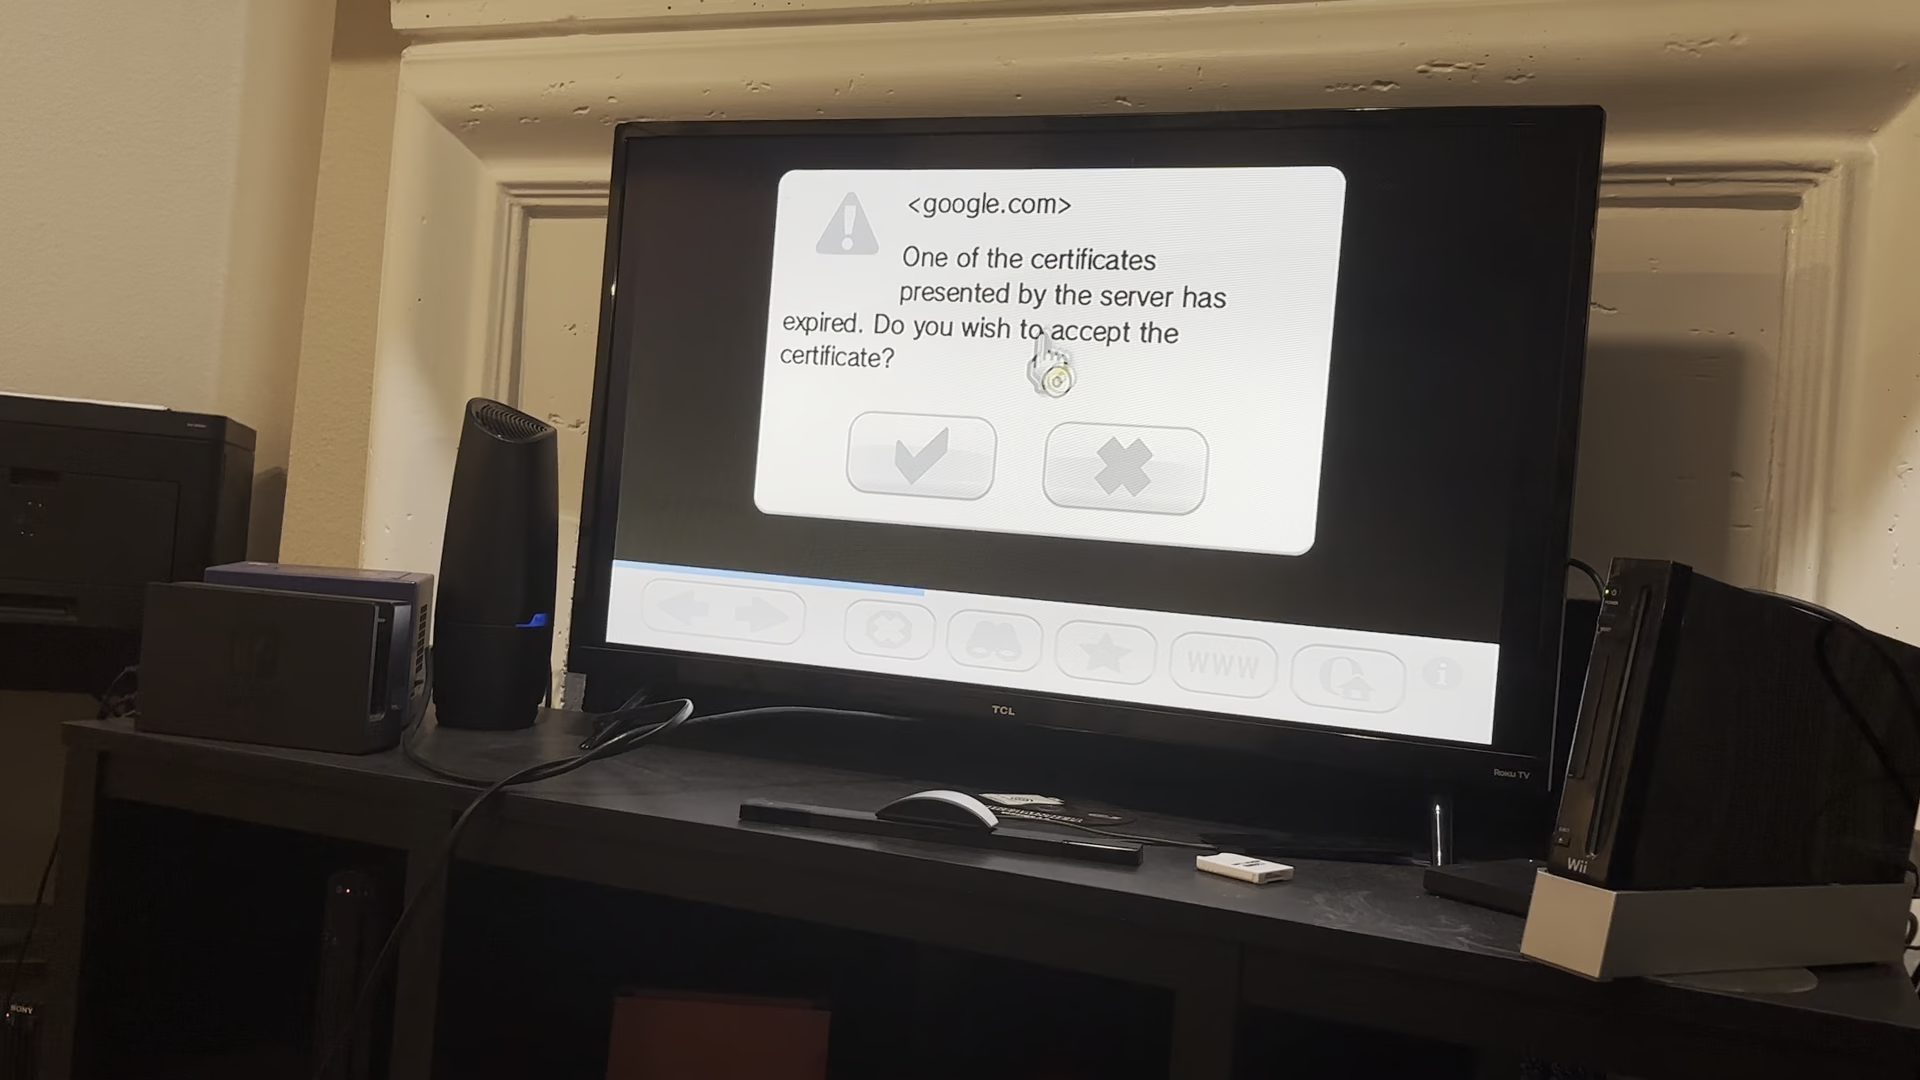 <google.com>
One of the certificates
presented by the server has
expired. Do you wish to accept the
certificate?
WWW
i
TCL
Roku TV
Wii
SONY